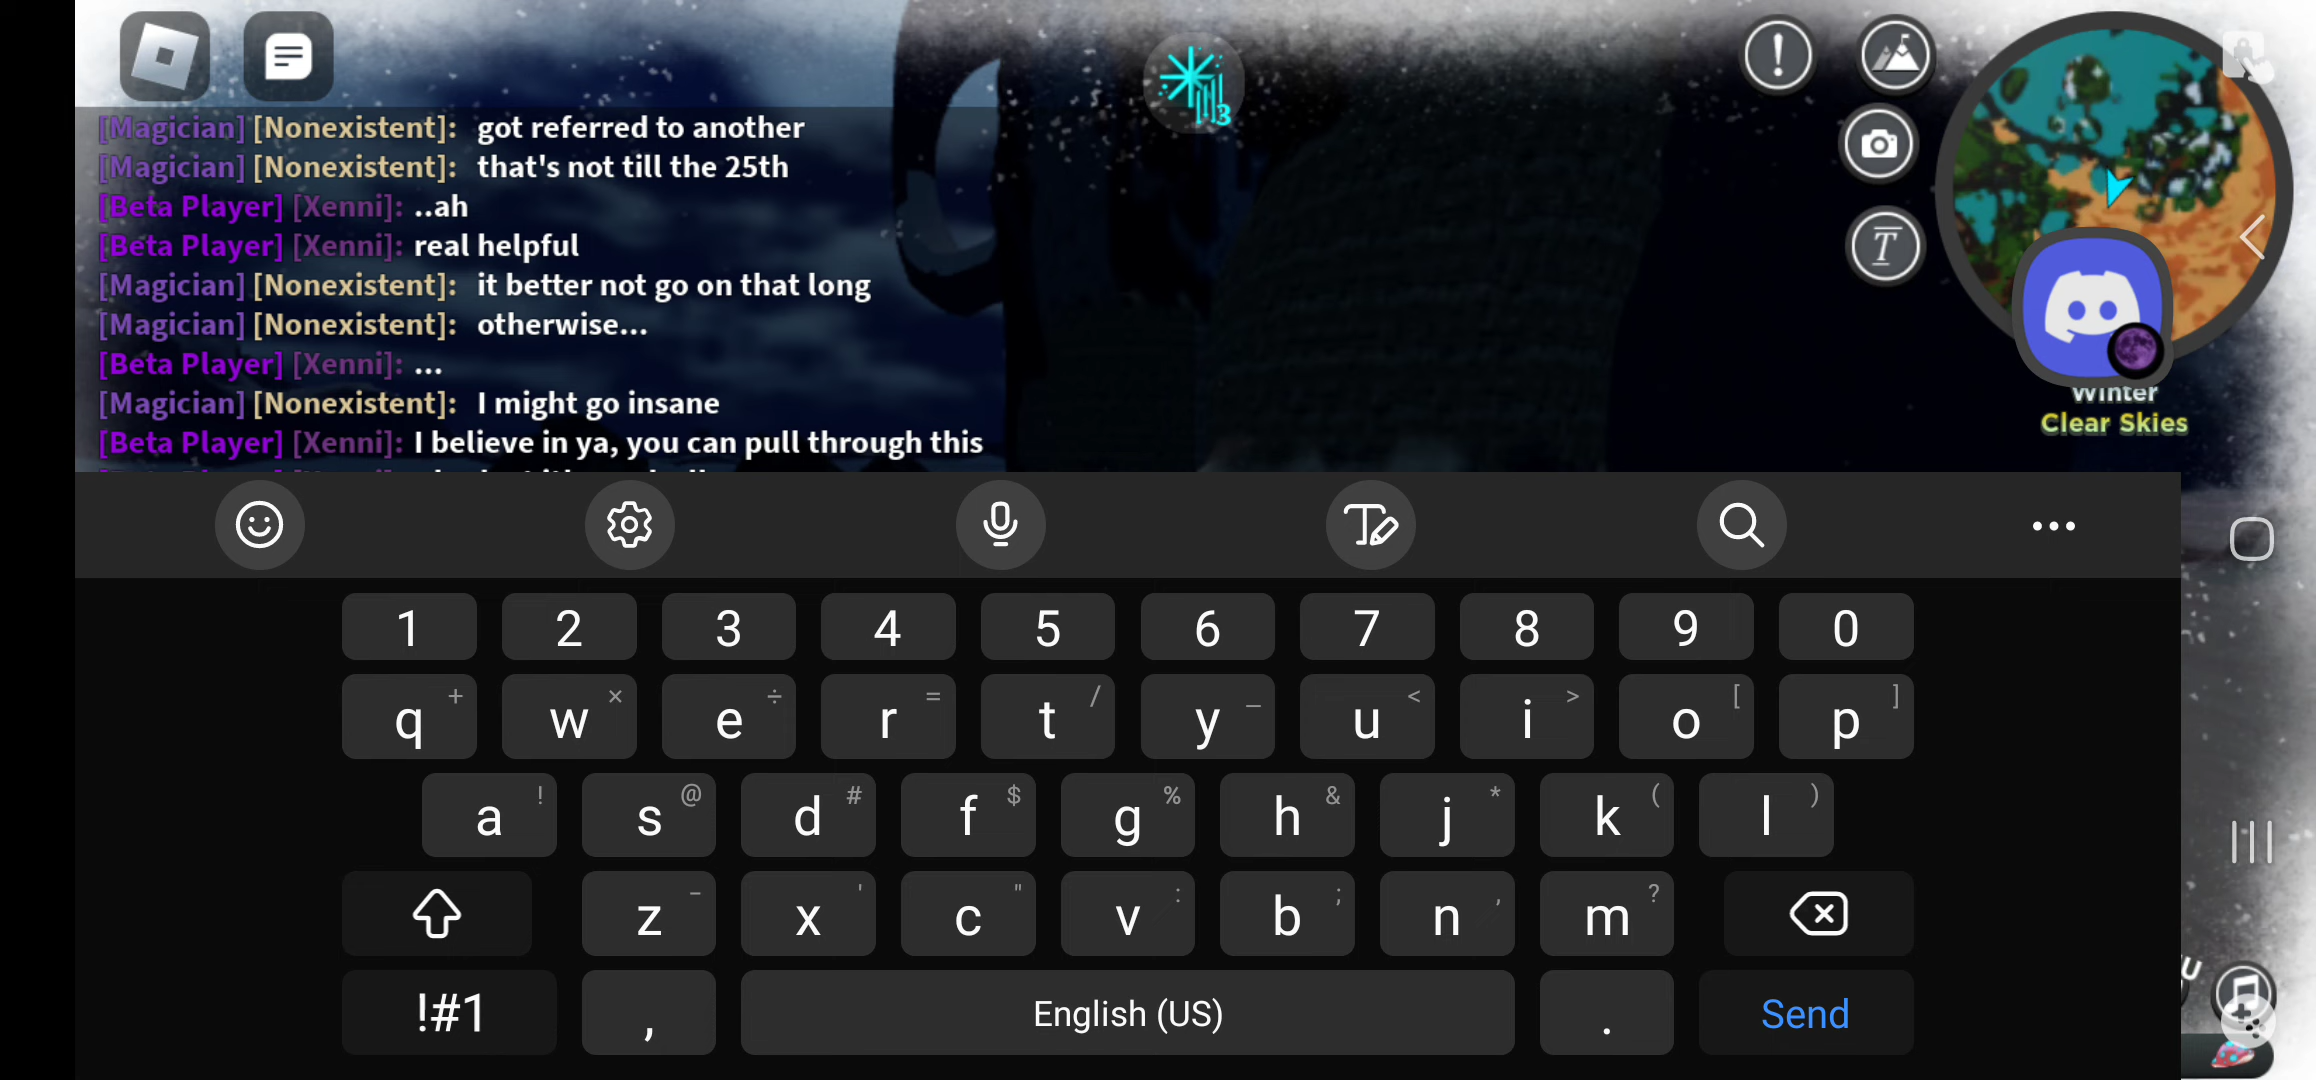 [Magician] [Nonexistent]: got referred to another
[Magician] [Nonexistent]: that's not till the 25th
[Beta Player] [Xenni]: ..ah
[Beta Player] [Xenni]: real helpful
[Magician] [Nonexistent]: it better not go on that long
[Magician] [Nonexistent]: otherwise...
[Beta Player] [Xenni]: ...
[Magician] [Nonexistent]: I might go insane
[Beta Player] [Xenni]: I believe in ya, you can pull through this
3
!
T
Winter
Clear Skies
1 2 3 4 5 6 7 8 9 0
q + w × e ÷ r = t / y _ u < i > o [ p ]
a ! s @ d # f $ g % h & j * k ( l )
z - x ' c " v : b ; n , m ?
!#1 , English (US) . Send
U